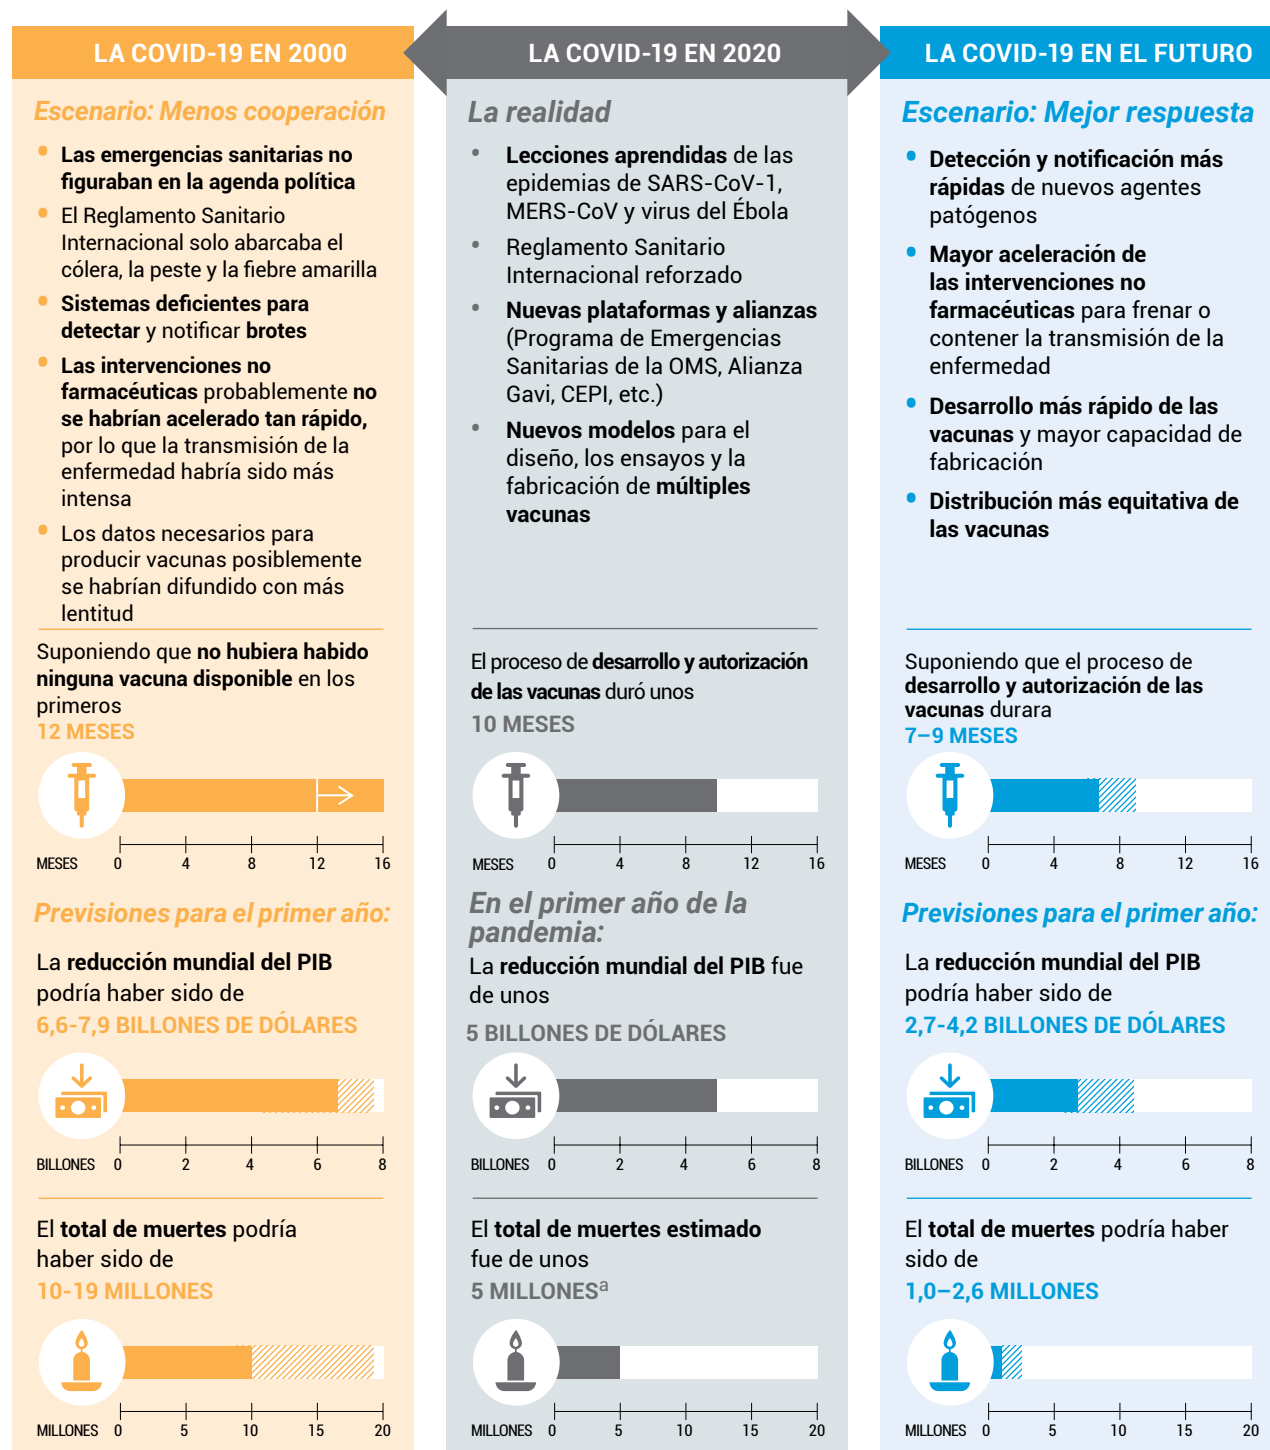 LA COVID-19 EN 2000
Escenario: Menos cooperación
• Las emergencias sanitarias no
figuraban en la agenda política
• El Reglamento Sanitario
Internacional solo abarcaba el
cólera, la peste y la fiebre amarilla
• Sistemas deficientes para
detectar y notificar brotes
• Las intervenciones no
farmacéuticas probablemente no
se habrían acelerado tan rápido,
por lo que la transmisión de la
enfermedad habría sido más
intensa
• Los datos necesarios para
producir vacunas posiblemente
se habrían difundido con más
lentitud
Suponiendo que no hubiera habido
ninguna vacuna disponible en los
primeros
12 MESES
MESES 0 4 8 12 16
Previsiones para el primer año:
La reducción mundial del PIB
podría haber sido de
6,6-7,9 BILLONES DE DÓLARES
BILLONES 0 2 4 6 8
El total de muertes podría
haber sido de
10-19 MILLONES
MILLONES 0 5 10 15 20
LA COVID-19 EN 2020
La realidad
• Lecciones aprendidas de las
epidemias de SARS-CoV-1,
MERS-CoV y virus del Ébola
• Reglamento Sanitario
Internacional reforzado
• Nuevas plataformas y alianzas
(Programa de Emergencias
Sanitarias de la OMS, Alianza
Gavi, CEPI, etc.)
• Nuevos modelos para el
diseño, los ensayos y la
fabricación de múltiples
vacunas
El proceso de desarrollo y autorización
de las vacunas duró unos
10 MESES
MESES 0 4 8 12 16
En el primer año de la
pandemia:
La reducción mundial del PIB fue
de unos
5 BILLONES DE DÓLARES
BILLONES 0 2 4 6 8
El total de muertes estimado
fue de unos
5 MILLONESª
MILLONES 0 5 10 15 20
LA COVID-19 EN EL FUTURO
Escenario: Mejor respuesta
• Detección y notificación más
rápidas de nuevos agentes
patógenos
• Mayor aceleración de
las intervenciones no
farmacéuticas para frenar o
contener la transmisión de la
enfermedad
• Desarrollo más rápido de las
vacunas y mayor capacidad de
fabricación
• Distribución más equitativa de
las vacunas
Suponiendo que el proceso de
desarrollo y autorización de las
vacunas durara
7–9 MESES
MESES 0 4 8 12 16
Previsiones para el primer año:
La reducción mundial del PIB
podría haber sido de
2,7-4,2 BILLONES DE DÓLARES
BILLONES 0 2 4 6 8
El total de muertes podría haber
sido de
1,0–2,6 MILLONES
MILLONES 0 5 10 15 20